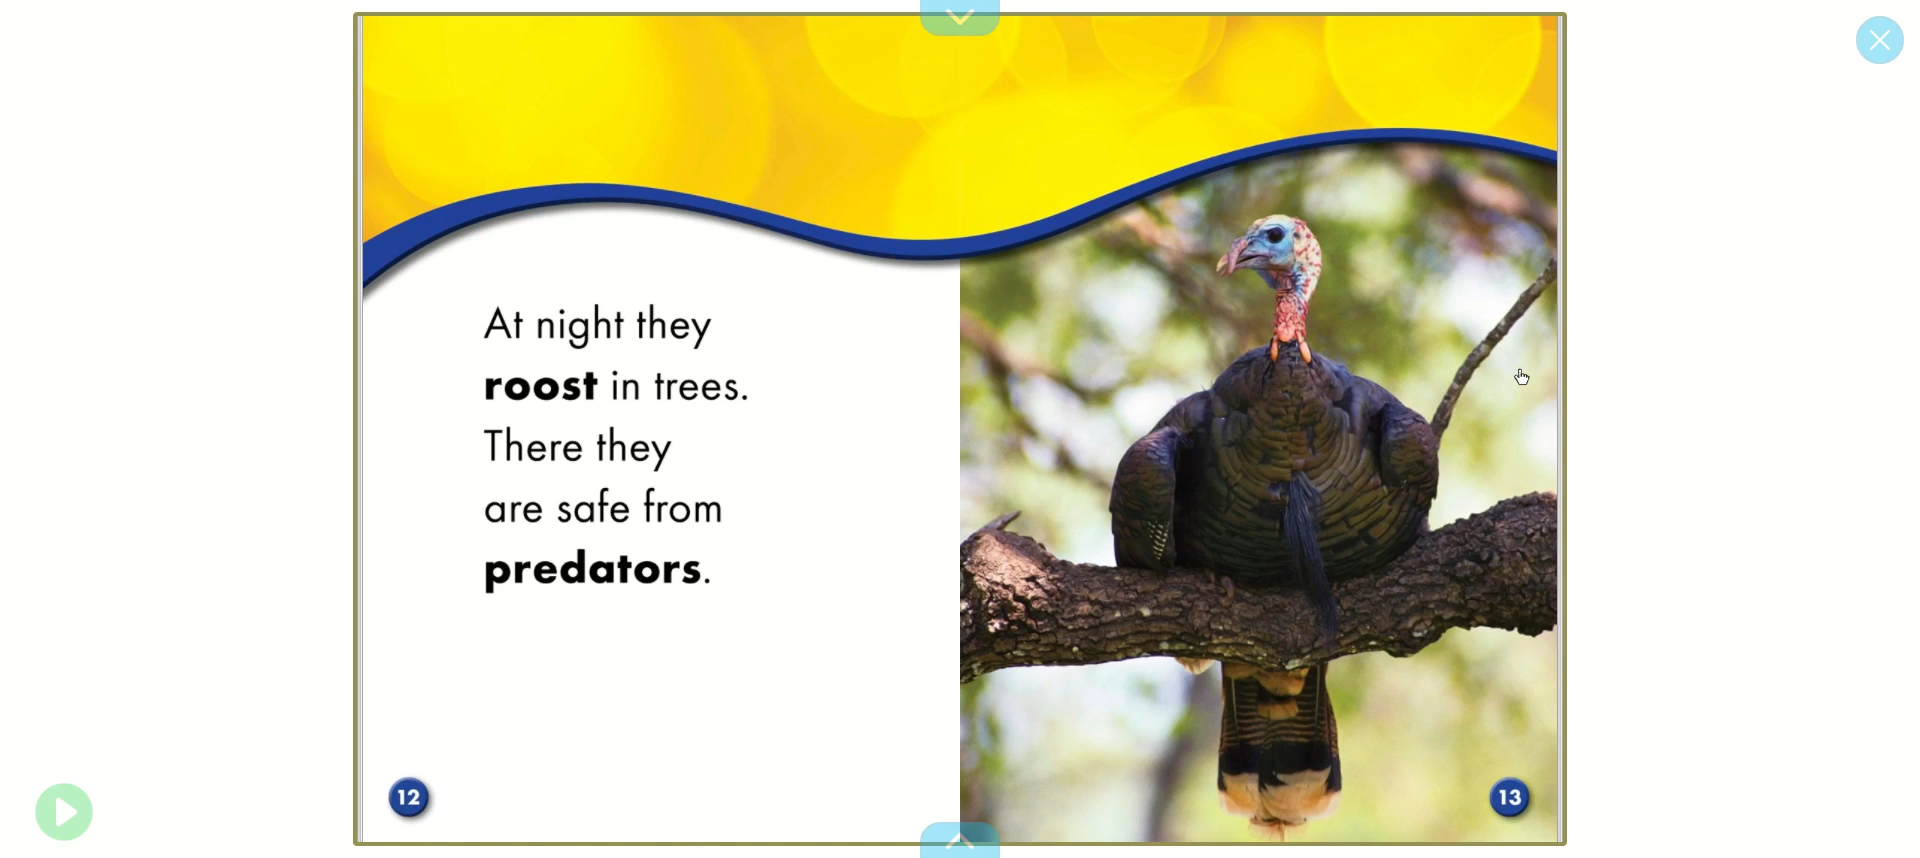 At night they
roost in trees.
There they
are safe from
predators.
12
13